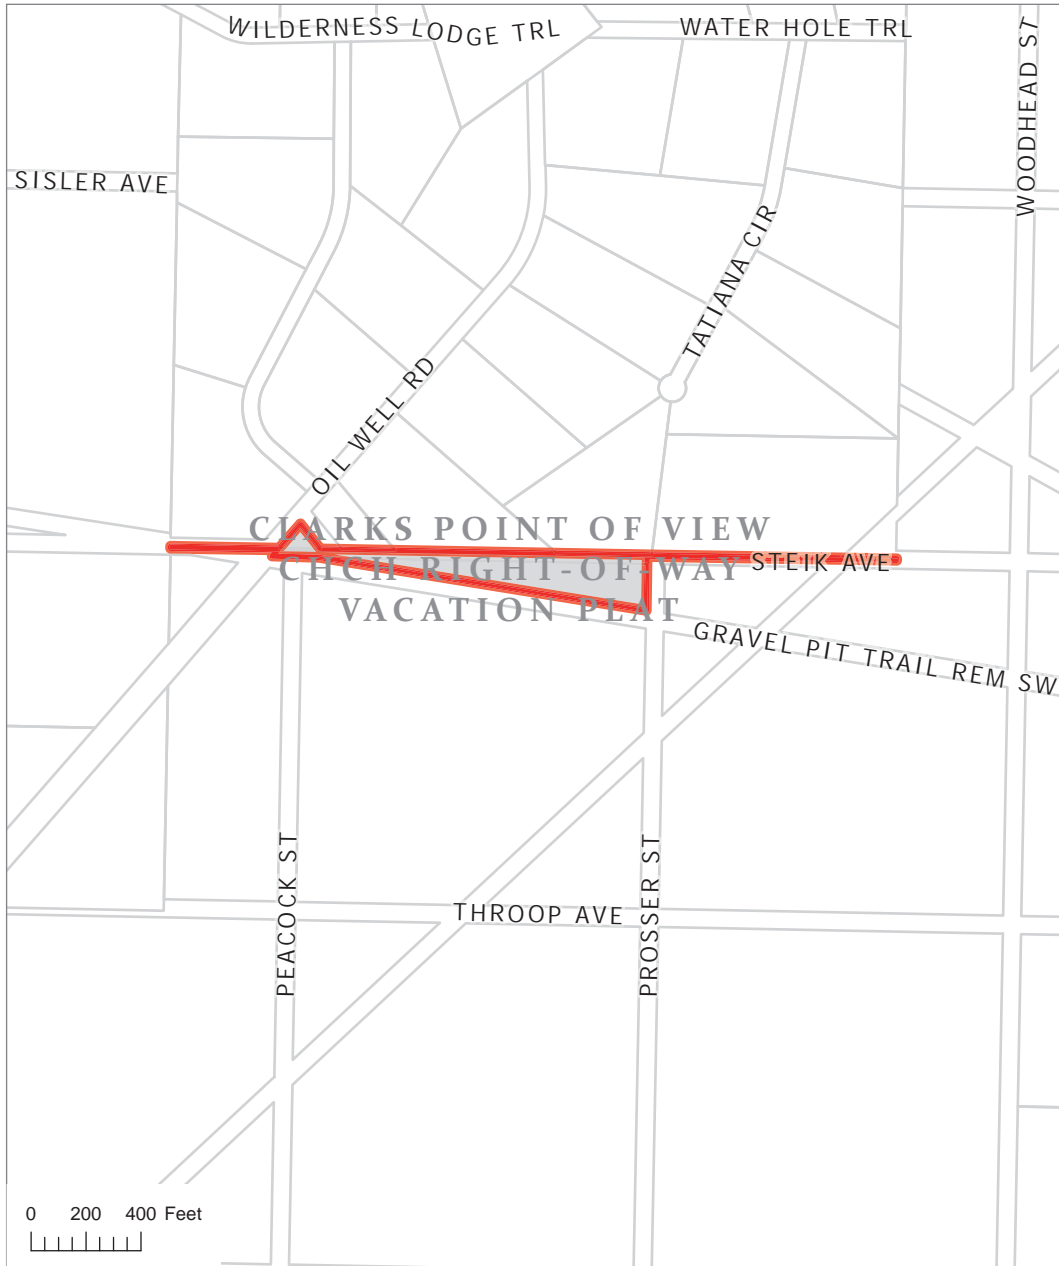 WILDERNESS LODGE TRL
WATER HOLE TRL
WOODHEAD ST
SISLER AVE
TATIANA CIR
OIL WELL RD
CLARKS POINT OF VIEW
CHCH RIGHT-OF-WAY
VACATION PLAT
STEIK AVE
GRAVEL PIT TRAIL REM SW
PEACOCK ST
PROSSER ST
THROOP AVE
0 200 400 Feet